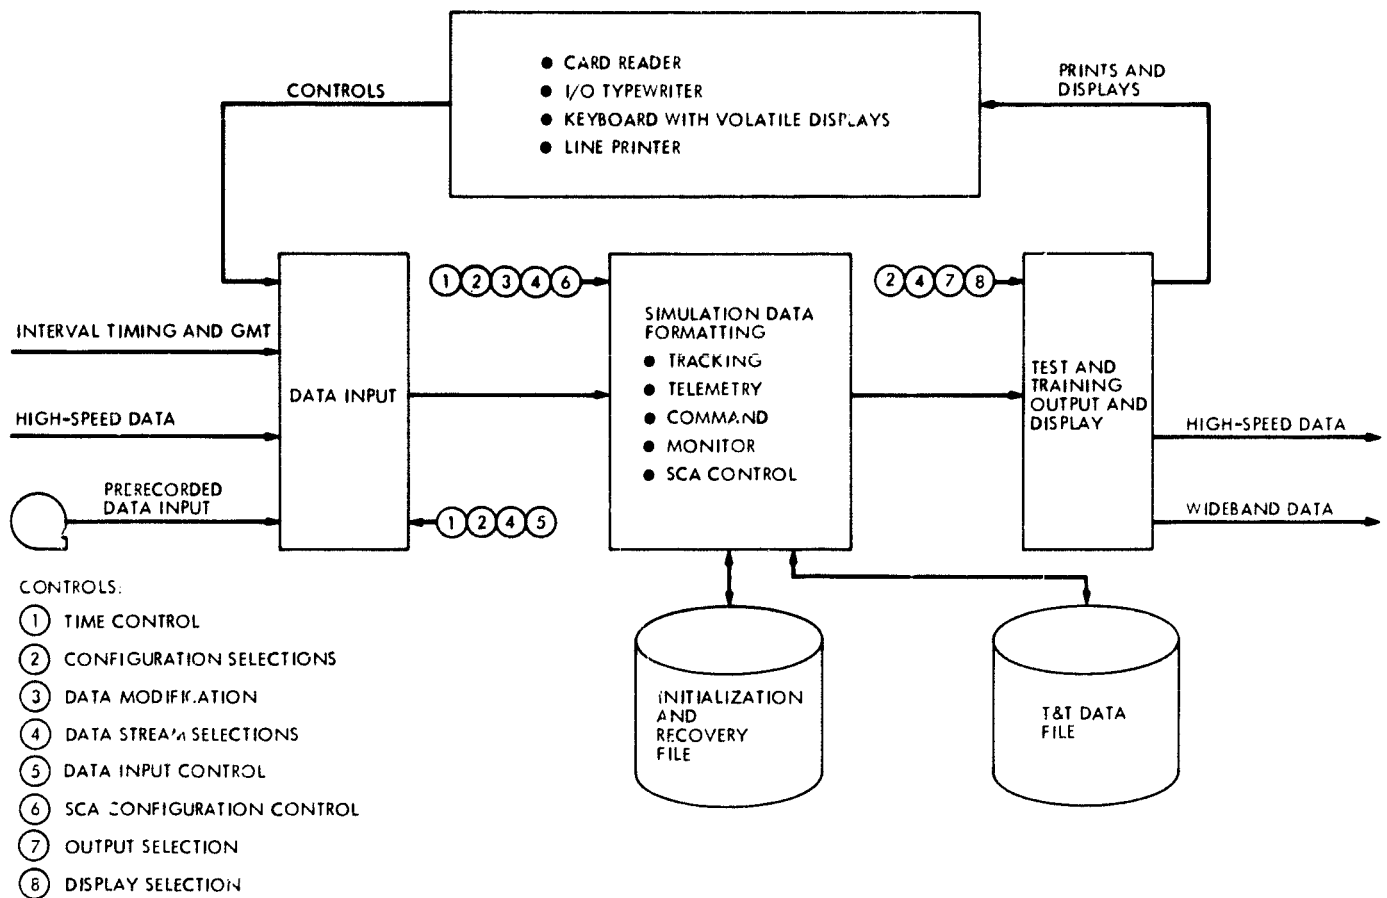 ● CARD READER
● I/O TYPEWRITER
● KEYBOARD WITH VOLATILE DISPLAYS
● LINE PRINTER
CONTROLS
PRINTS AND
DISPLAYS
INTERVAL TIMING AND GMT
HIGH-SPEED DATA
PRERECORDED
DATA INPUT
DATA INPUT
1 2 3 4 6
1 2 4 5
SIMULATION DATA
FORMATTING
● TRACKING
● TELEMETRY
● COMMAND
● MONITOR
● SCA CONTROL
2 4 7 8
TEST AND
TRAINING
OUTPUT AND
DISPLAY
HIGH-SPEED DATA
WIDEBAND DATA
INITIALIZATION
AND
RECOVERY
FILE
T&T DATA
FILE
CONTROLS:
1 TIME CONTROL
2 CONFIGURATION SELECTIONS
3 DATA MODIFICATION
4 DATA STREAM SELECTIONS
5 DATA INPUT CONTROL
6 SCA CONFIGURATION CONTROL
7 OUTPUT SELECTION
8 DISPLAY SELECTION